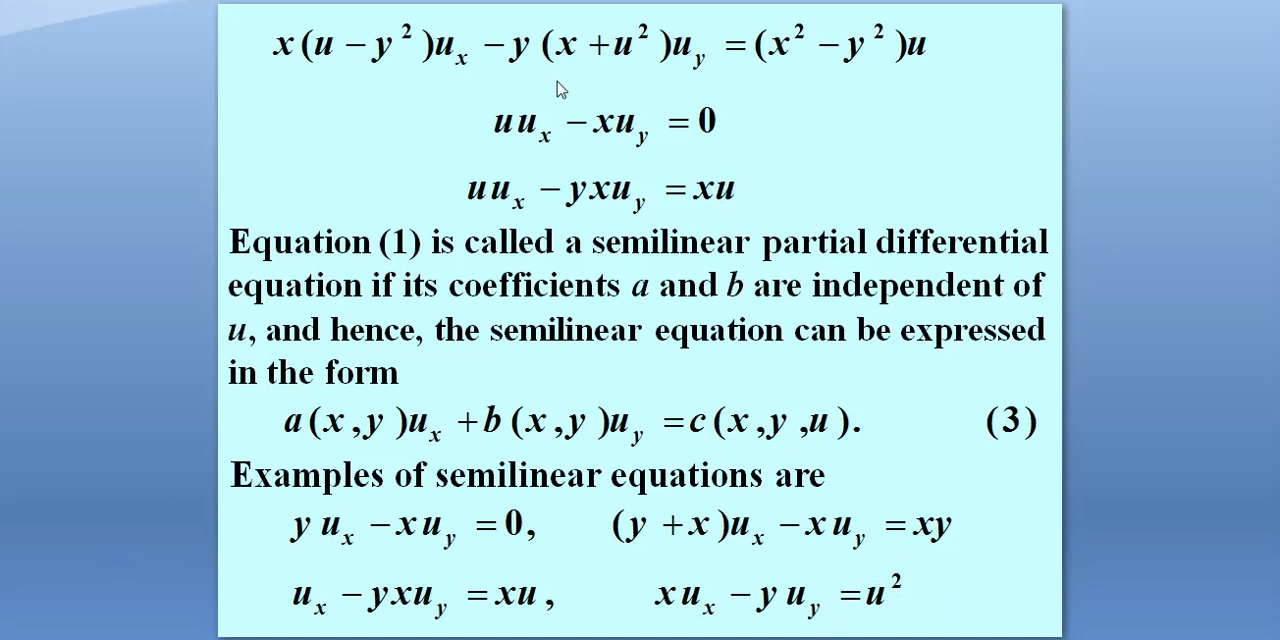 x(u − y²)uₓ − y(x + u²)u_y = (x² − y²)u
uuₓ − xu_y = 0
uuₓ − yxu_y = xu
Equation (1) is called a semilinear partial differential
equation if its coefficients a and b are independent of
u, and hence, the semilinear equation can be expressed
in the form
a(x,y)uₓ + b(x,y)u_y = c(x,y,u). (3)
Examples of semilinear equations are
y uₓ − x u_y = 0, (y + x)uₓ − x u_y = xy
uₓ − yxu_y = xu, x uₓ − y u_y = u²